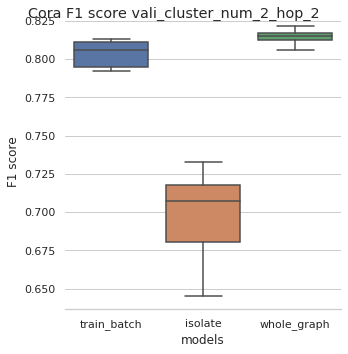 Cora F1 score vali_cluster_num_2_hop_2
0.825
0.800
0.775
0.750
0.725
0.700
0.675
0.650
F1 score
train_batch
isolate
whole_graph
models